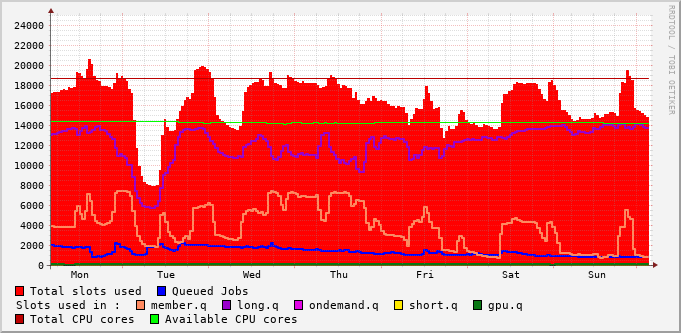 RRDTOOL / TOBI OETIKER
24000
22000
20000
18000
16000
14000
12000
10000
8000
6000
4000
2000
0
Mon Tue Wed Thu Fri Sat Sun
Total slots used Queued Jobs
Slots used in : member.q long.q ondemand.q short.q gpu.q
Total CPU cores Available CPU cores